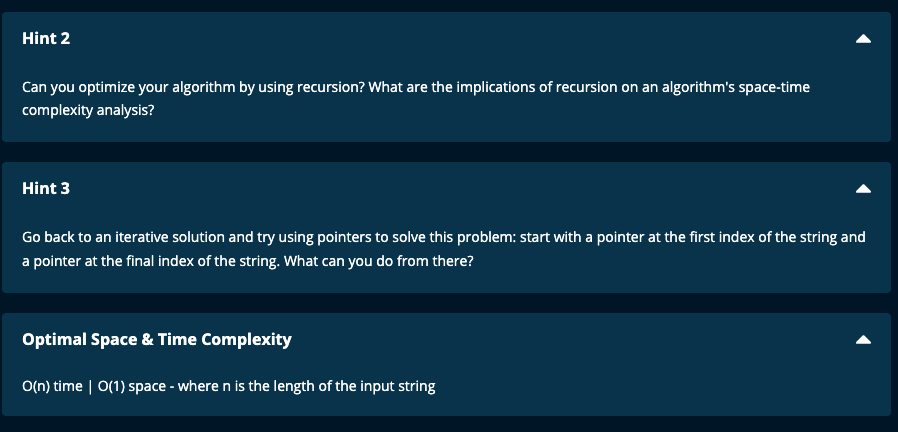 Hint 2
Can you optimize your algorithm by using recursion? What are the implications of recursion on an algorithm's space-time
complexity analysis?
Hint 3
Go back to an iterative solution and try using pointers to solve this problem: start with a pointer at the first index of the string and
a pointer at the final index of the string. What can you do from there?
Optimal Space & Time Complexity
O(n) time | O(1) space - where n is the length of the input string